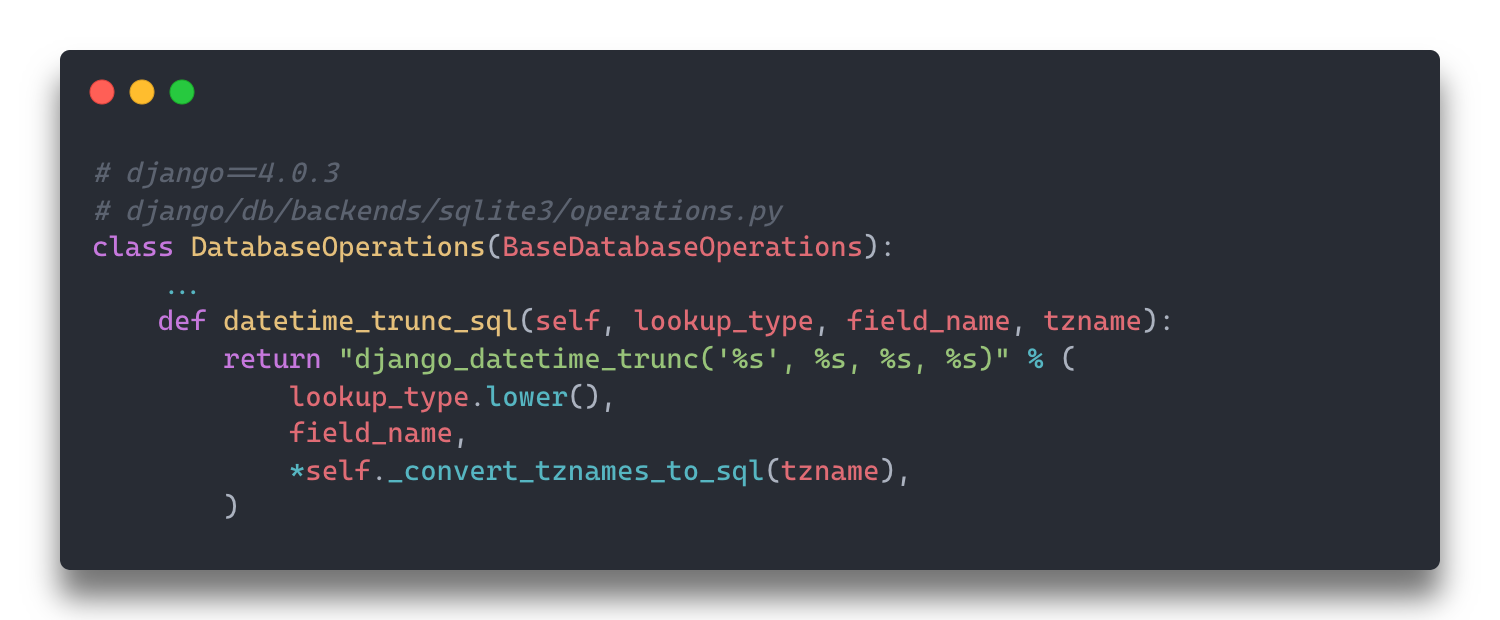 # django==4.0.3
# django/db/backends/sqlite3/operations.py
class DatabaseOperations(BaseDatabaseOperations):
    ...
    def datetime_trunc_sql(self, lookup_type, field_name, tzname):
        return "django_datetime_trunc('%s', %s, %s, %s)" % (
            lookup_type.lower(),
            field_name,
            *self._convert_tznames_to_sql(tzname),
        )